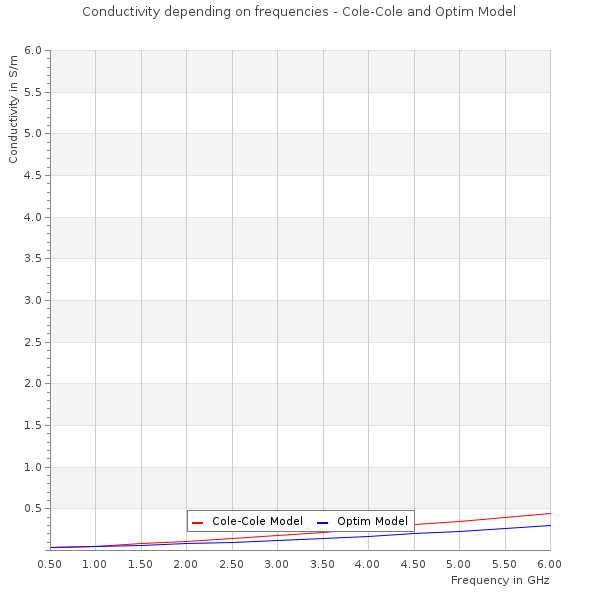 Conductivity depending on frequencies - Cole-Cole and Optim Model
Conductivity in S/m
6.0
5.5
5.0
4.5
4.0
3.5
3.0
2.5
2.0
1.5
1.0
0.5
Cole-Cole Model Optim Model
0.50 1.00 1.50 2.00 2.50 3.00 3.50 4.00 4.50 5.00 5.50 6.00
Frequency in GHz